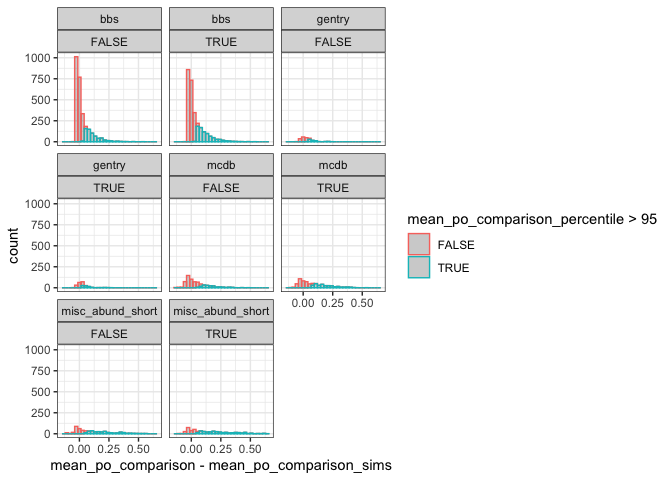 bbs bbs gentry
FALSE TRUE FALSE
1000
750
500
250
0
gentry mcdb mcdb
TRUE FALSE TRUE
1000
750
500
250
0
0.00 0.25 0.50
misc_abund_short misc_abund_short
FALSE TRUE
1000
750
500
250
0
0.00 0.25 0.50 0.00 0.25 0.50
mean_po_comparison - mean_po_comparison_sims
count
mean_po_comparison_percentile > 95
FALSE
TRUE